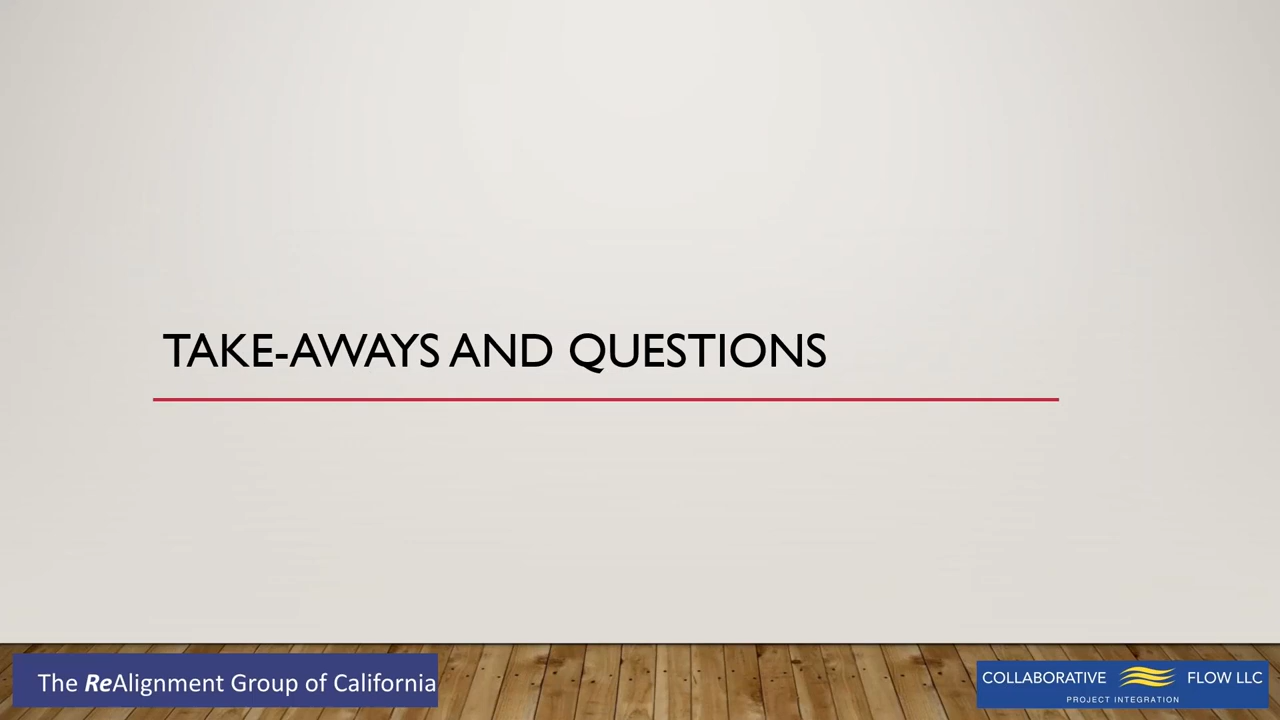 TAKE-AWAYS AND QUESTIONS
The ReAlignment Group of California
COLLABORATIVE FLOW LLC
PROJECT INTEGRATION